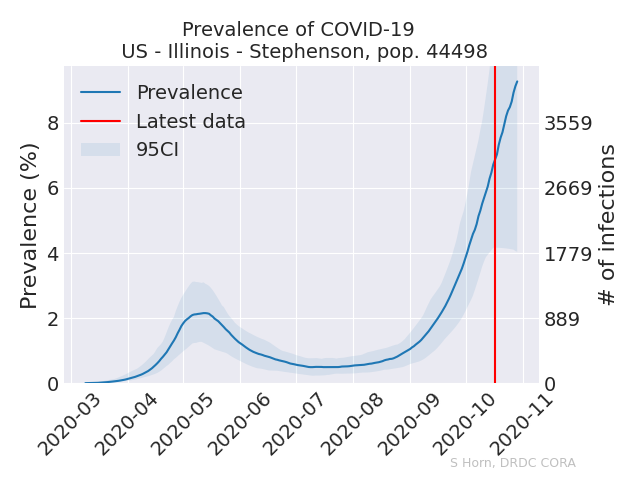 Prevalence of COVID-19
US - Illinois - Stephenson, pop. 44498
Prevalence
Latest data
95CI
Prevalence (%)
8
6
4
2
0
3559
2669
1779
889
0
# of infections
2020-03
2020-04
2020-05
2020-06
2020-07
2020-08
2020-09
2020-10
2020-11
S Horn, DRDC CORA